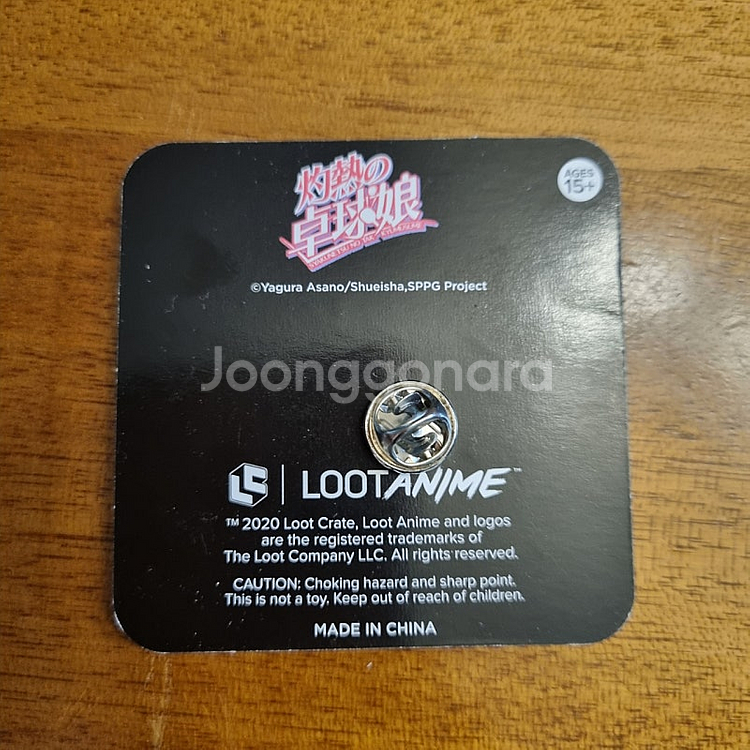 灼熱の
卓球娘
AGES
15+
©Yagura Asano/Shueisha,SPPG Project
Joonggonara
LC | LOOTANIME™
™ 2020 Loot Crate, Loot Anime and logos
are the registered trademarks of
The Loot Company LLC. All rights reserved.
CAUTION: Choking hazard and sharp point.
This is not a toy. Keep out of reach of children.
MADE IN CHINA